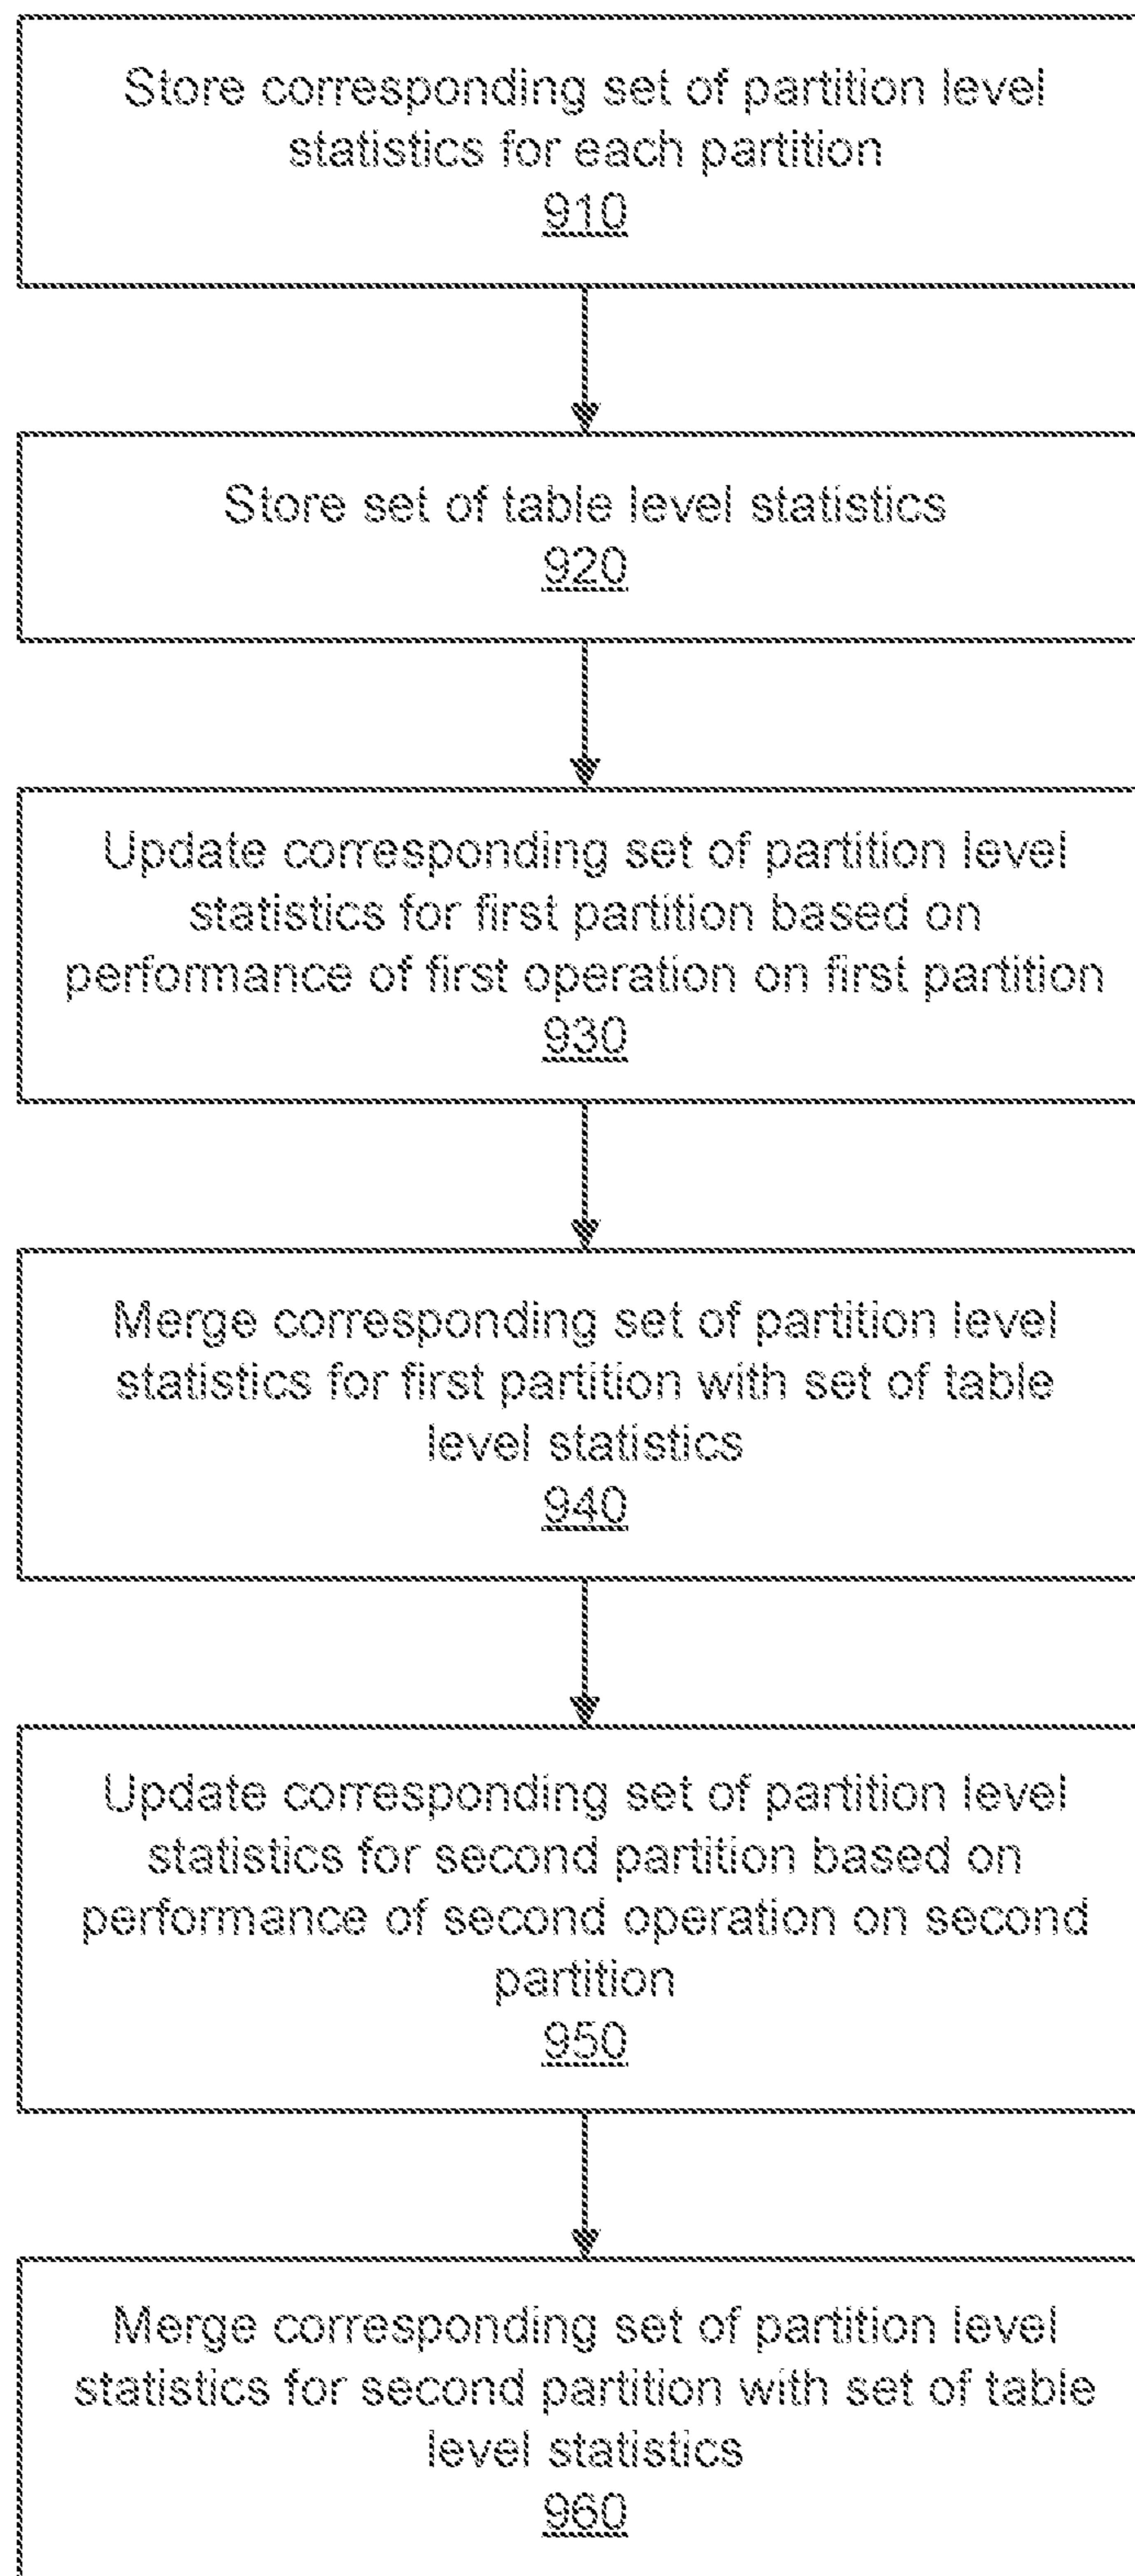 Store corresponding set of partition level
statistics for each partition
910
Store set of table level statistics
920
Update corresponding set of partition level
statistics for first partition based on
performance of first operation on first partition
930
Merge corresponding set of partition level
statistics for first partition with set of table
level statistics
940
Update corresponding set of partition level
statistics for second partition based on
performance of second operation on second
partition
950
Merge corresponding set of partition level
statistics for second partition with set of table
level statistics
960